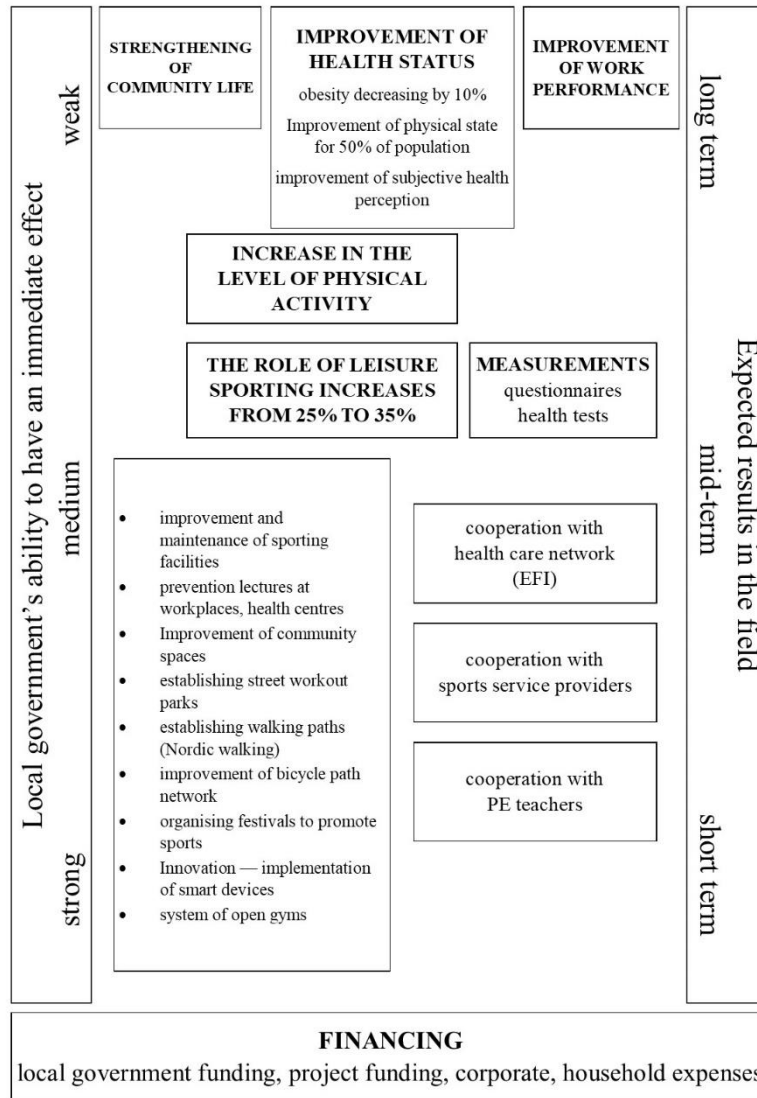 STRENGTHENING
OF
COMMUNITY LIFE
IMPROVEMENT OF
HEALTH STATUS
obesity decreasing by 10%
Improvement of physical state
for 50% of population
improvement of subjective health
perception
IMPROVEMENT
OF WORK
PERFORMANCE
Local government’s ability to have an immediate effect
weak
medium
strong
long term
mid-term
short term
Expected results in the field
INCREASE IN THE
LEVEL OF PHYSICAL
ACTIVITY
THE ROLE OF LEISURE
SPORTING INCREASES
FROM 25% TO 35%
MEASUREMENTS
questionnaires
health tests
• improvement and
maintenance of sporting
facilities
• prevention lectures at
workplaces, health centres
• Improvement of community
spaces
• establishing street workout
parks
• establishing walking paths
(Nordic walking)
• improvement of bicycle path
network
• organising festivals to promote
sports
• Innovation — implementation
of smart devices
• system of open gyms
cooperation with
health care network
(EFI)
cooperation with
sports service providers
cooperation with
PE teachers
FINANCING
local government funding, project funding, corporate, household expenses